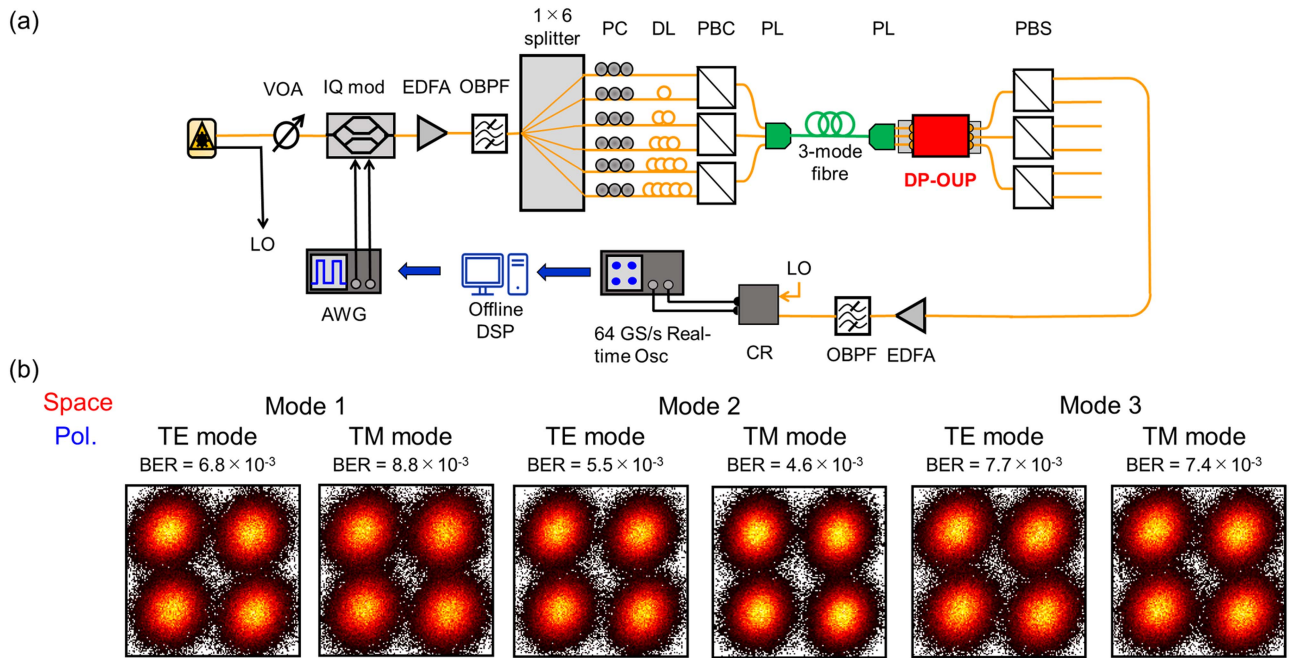 (a)
1 × 6
splitter
PC
DL
PBC
PL
PL
PBS
VOA
IQ mod
EDFA
OBPF
3-mode
fibre
DP-OUP
LO
AWG
Offline
DSP
64 GS/s Real-
time Osc
LO
CR
OBPF
EDFA
(b)
Space
Mode 1
Mode 2
Mode 3
Pol.
TE mode
TM mode
TE mode
TM mode
TE mode
TM mode
BER = 6.8 × 10⁻³
BER = 8.8 × 10⁻³
BER = 5.5 × 10⁻³
BER = 4.6 × 10⁻³
BER = 7.7 × 10⁻³
BER = 7.4 × 10⁻³